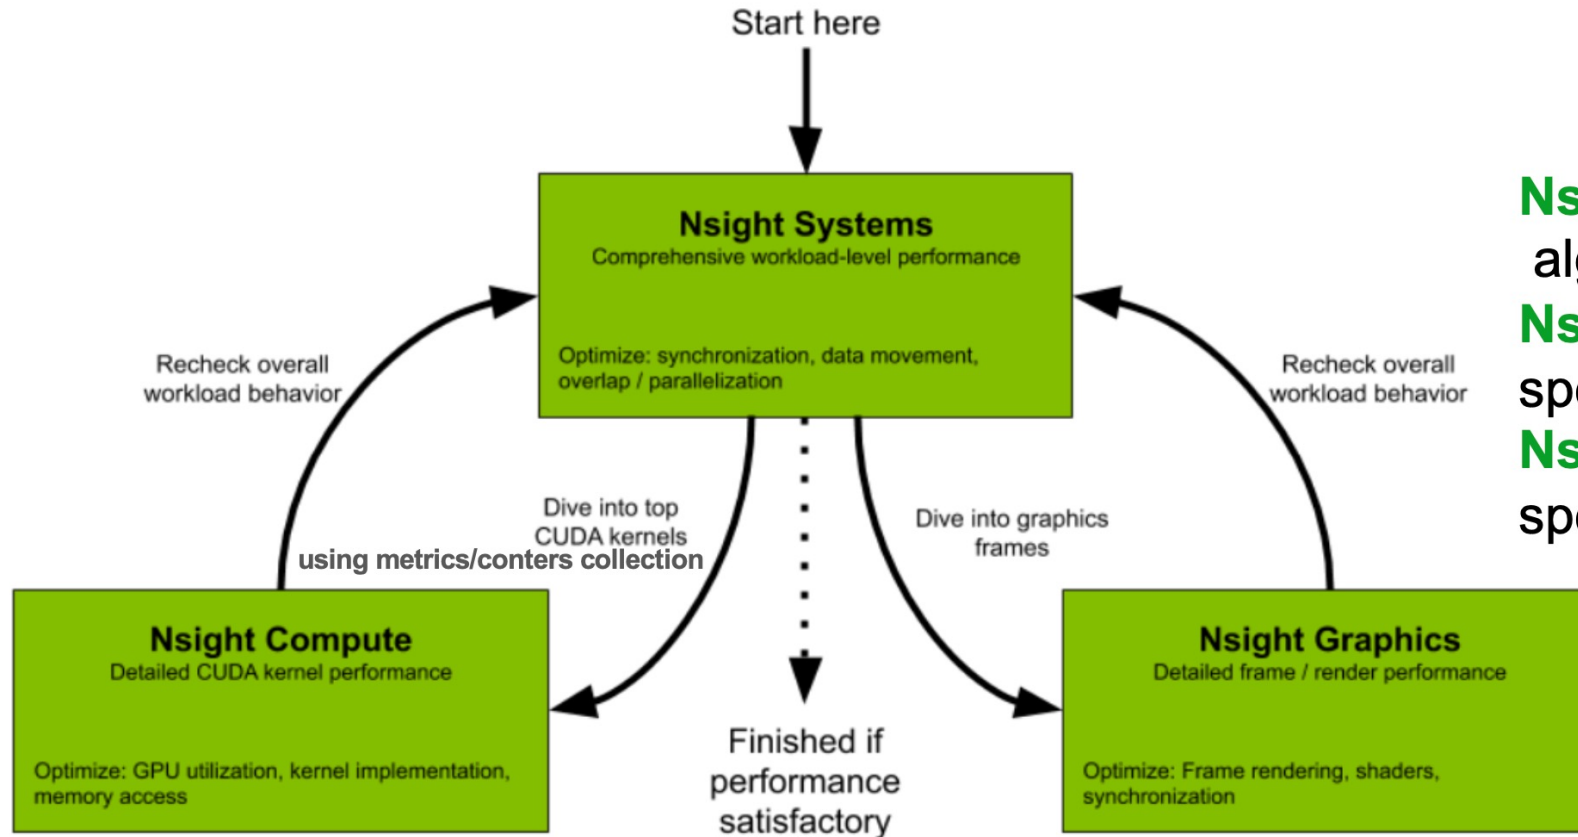 Start here
Nsight Systems
Comprehensive workload-level performance
Optimize: synchronization, data movement,
overlap / parallelization
Recheck overall
workload behavior
Recheck overall
workload behavior
Dive into top
CUDA kernels
using metrics/conters collection
Dive into graphics
frames
Nsight Compute
Detailed CUDA kernel performance
Optimize: GPU utilization, kernel implementation,
memory access
Finished if
performance
satisfactory
Nsight Graphics
Detailed frame / render performance
Optimize: Frame rendering, shaders,
synchronization